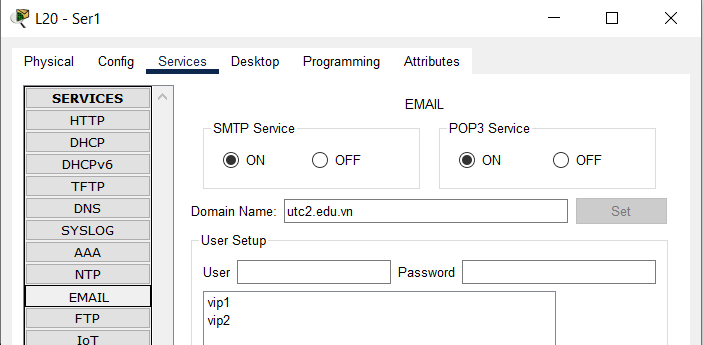 L20 - Ser1
Physical Config Services Desktop Programming Attributes
SERVICES
HTTP
DHCP
DHCPv6
TFTP
DNS
SYSLOG
AAA
NTP
EMAIL
FTP
IoT
EMAIL
SMTP Service
ON OFF
POP3 Service
ON OFF
Domain Name: utc2.edu.vn Set
User Setup
User Password
vip1
vip2